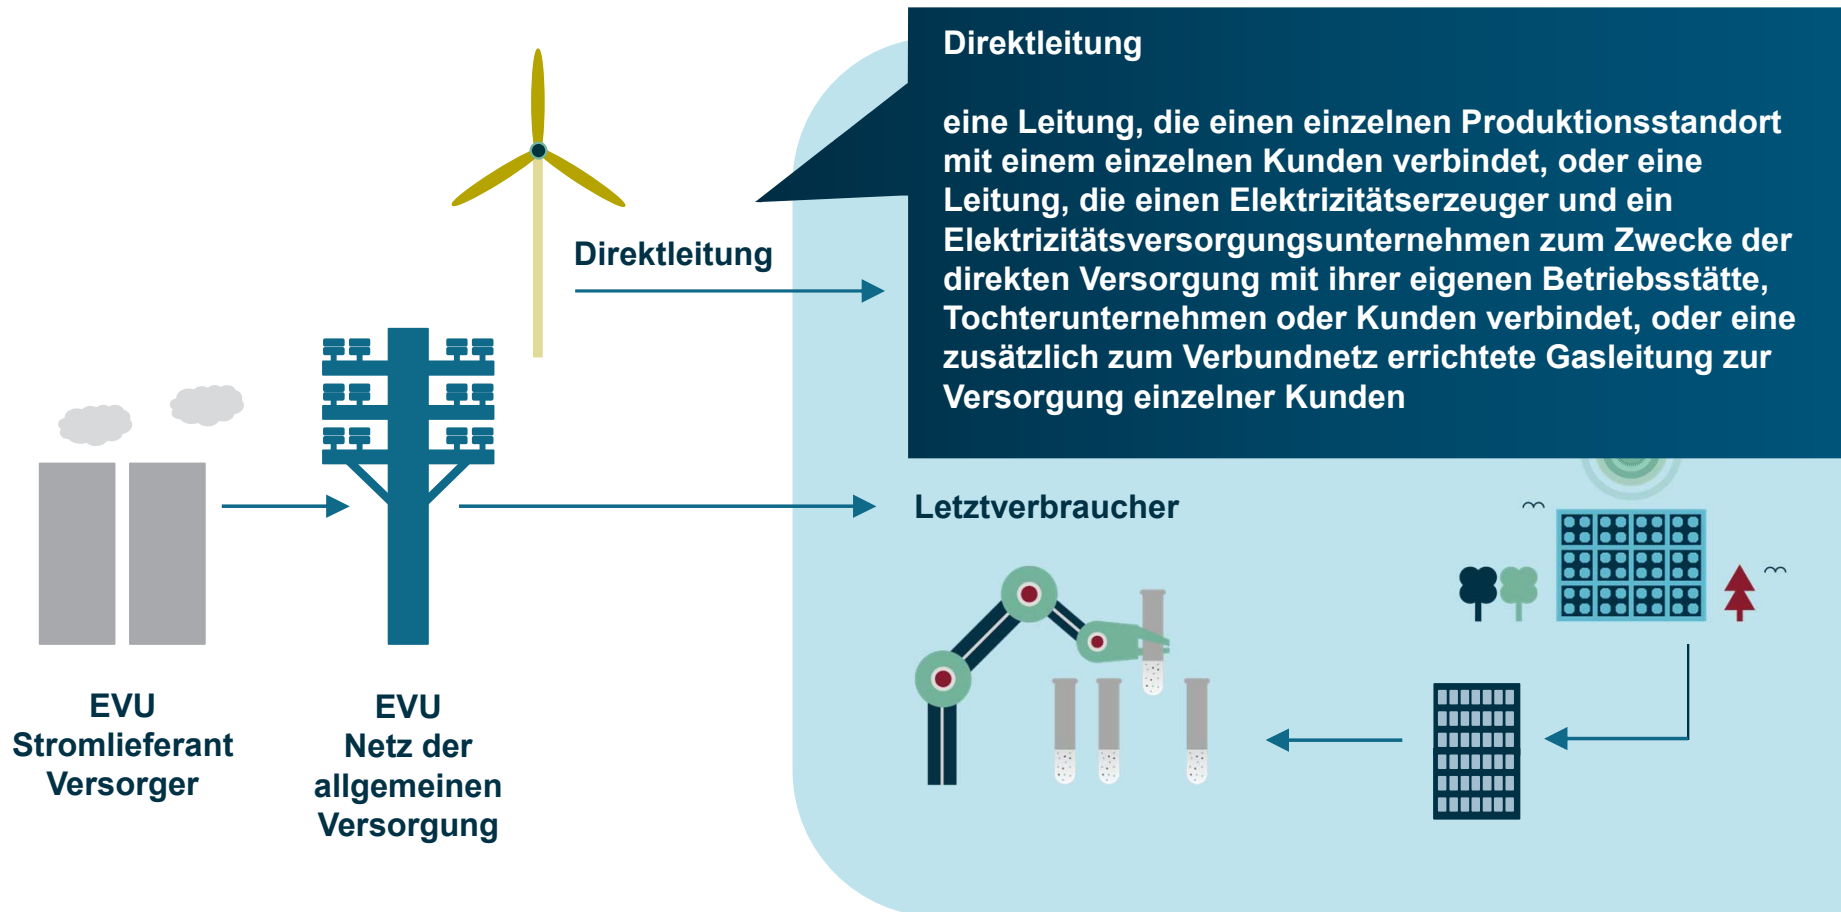 Direktleitung
eine Leitung, die einen einzelnen Produktionsstandort
mit einem einzelnen Kunden verbindet, oder eine
Leitung, die einen Elektrizitätserzeuger und ein
Elektrizitätsversorgungsunternehmen zum Zwecke der
direkten Versorgung mit ihrer eigenen Betriebsstätte,
Tochterunternehmen oder Kunden verbindet, oder eine
zusätzlich zum Verbundnetz errichtete Gasleitung zur
Versorgung einzelner Kunden
Direktleitung
Letztverbraucher
EVU
Stromlieferant
Versorger
EVU
Netz der
allgemeinen
Versorgung